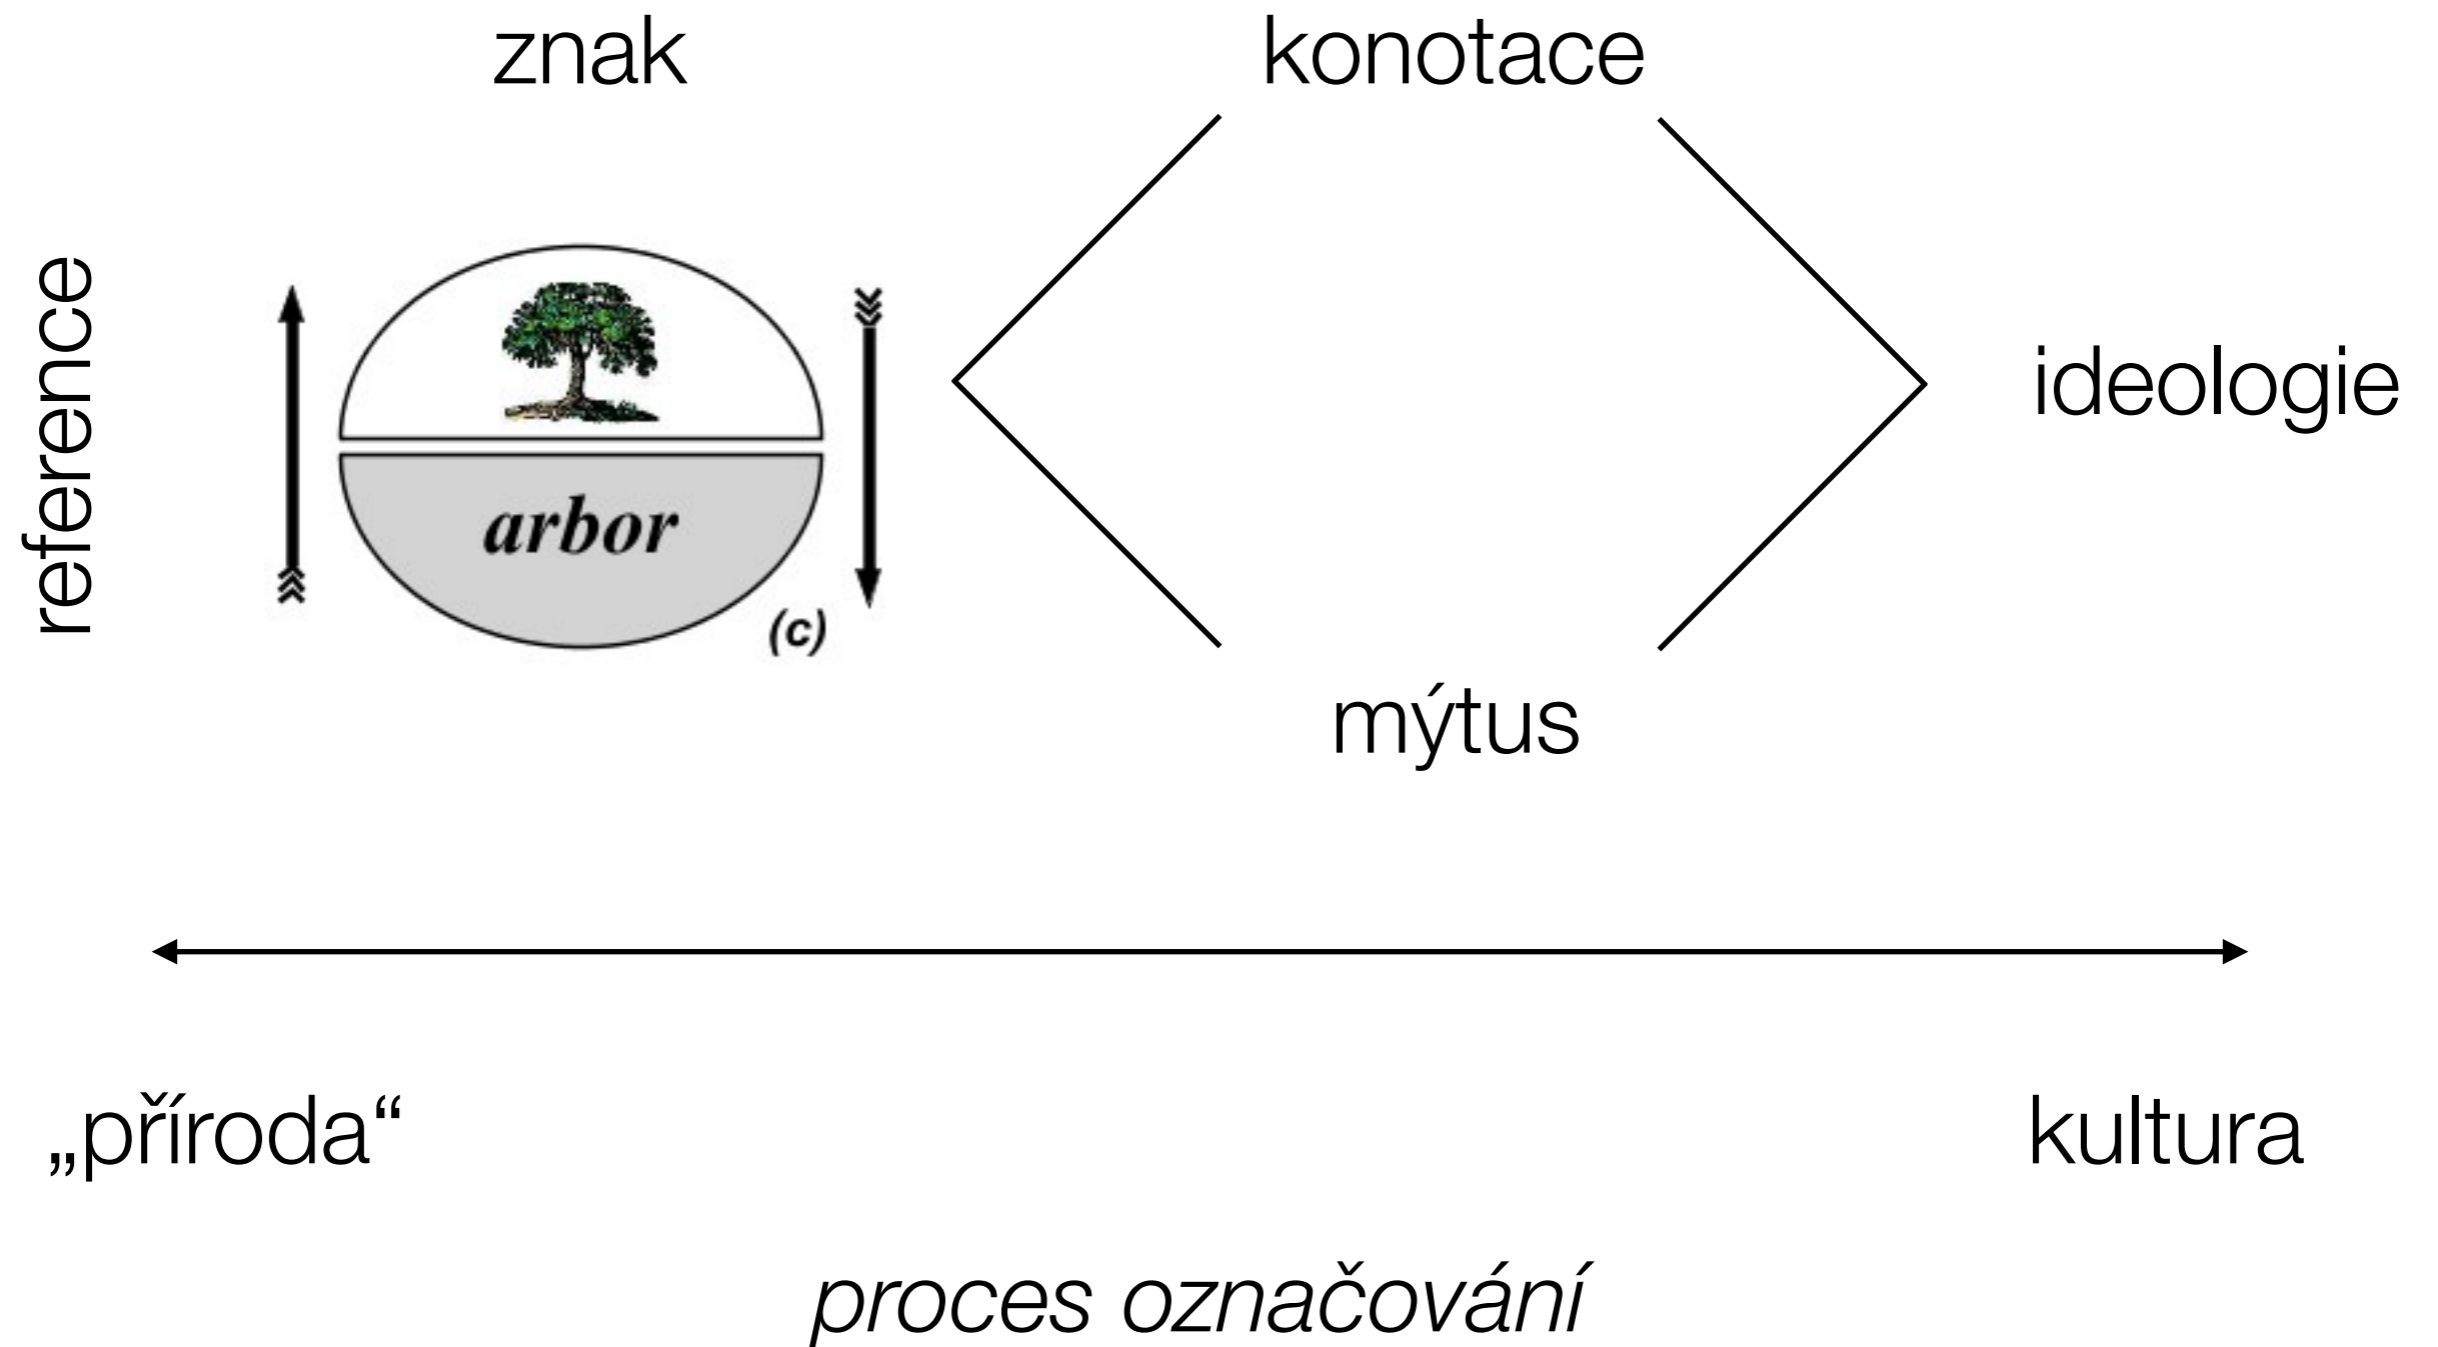 znak
konotace
reference
arbor
(c)
ideologie
mýtus
„příroda“
kultura
proces označování